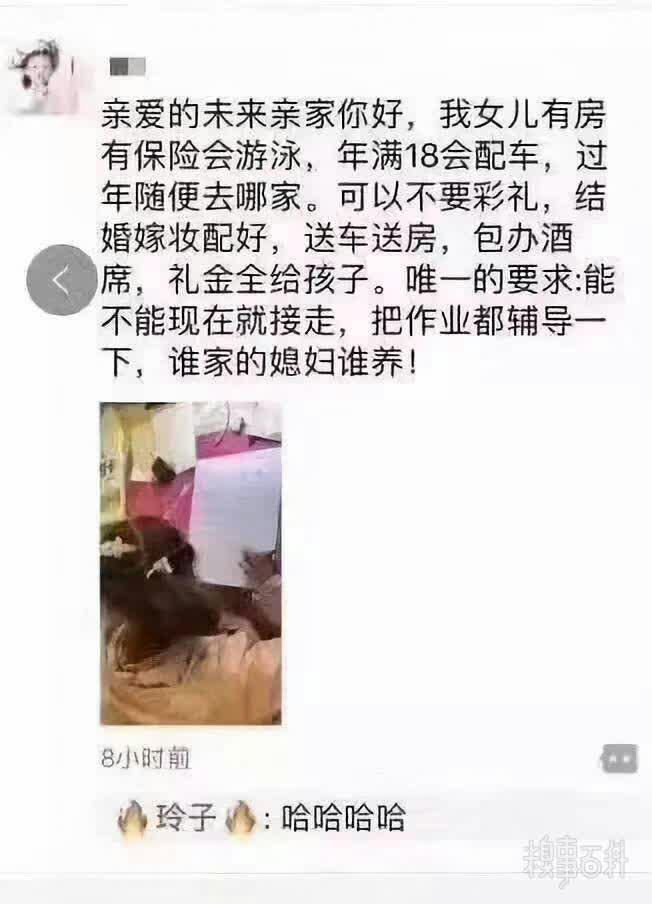 亲爱的未来亲家你好，我女儿有房
有保险会游泳，年满18会配车，过
年随便去哪家。可以不要彩礼，结
婚嫁妆配好，送车送房，包办酒
席，礼金全给孩子。唯一的要求:能
不能现在就接走，把作业都辅导一
下，谁家的媳妇谁养！
8小时前
玲子:哈哈哈哈
糗事百科